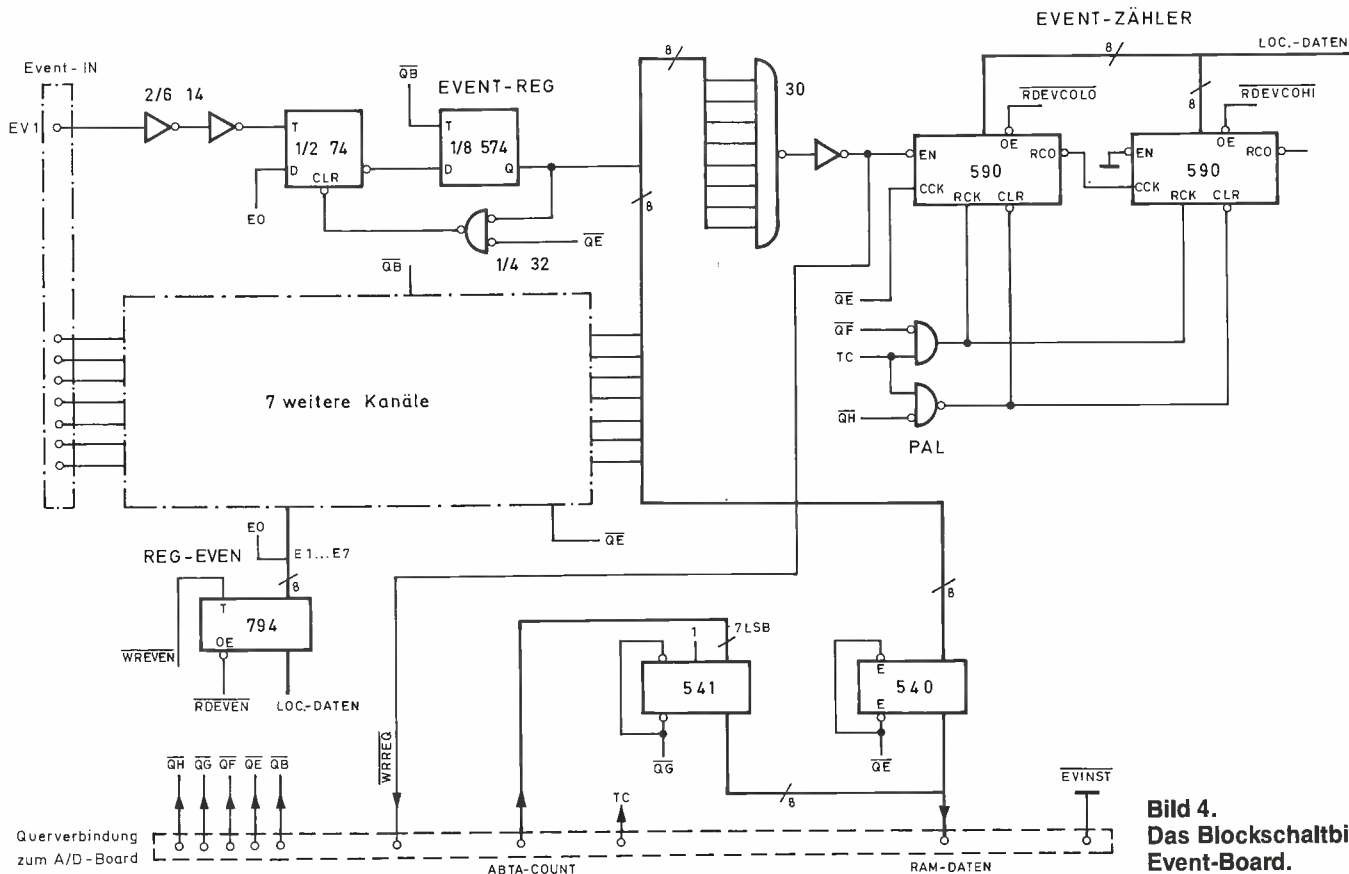 EVENT-ZÄHLER
LOC.-DATEN
8
8
RDEVCOLO
RDEVCOHI
OE
OE
EN
590
RCO
EN
590
RCO
CCK
RCK
CLR
CCK
RCK
CLR
Event-IN
EV1
2/6 14
QB
EVENT-REG
T
1/2 74
D
CLR
E0
T
1/8 574
D
Q
QE
1/4 32
8
8
30
QE
QF
TC
QH
PAL
QB
7 weitere Kanäle
QE
E0
E1...E7
REG-EVEN
8
T
794
OE
WREVEN
RDEVEN
LOC.-DATEN
WRREQ
1
7LSB
541
QG
8
8
E
540
E
QE
QH
QG
QF
QE
QB
TC
EVINST
Querverbindung
zum A/D-Board
ABTA-COUNT
RAM-DATEN
Bild 4.
Das Blockschaltbi
Event-Board.